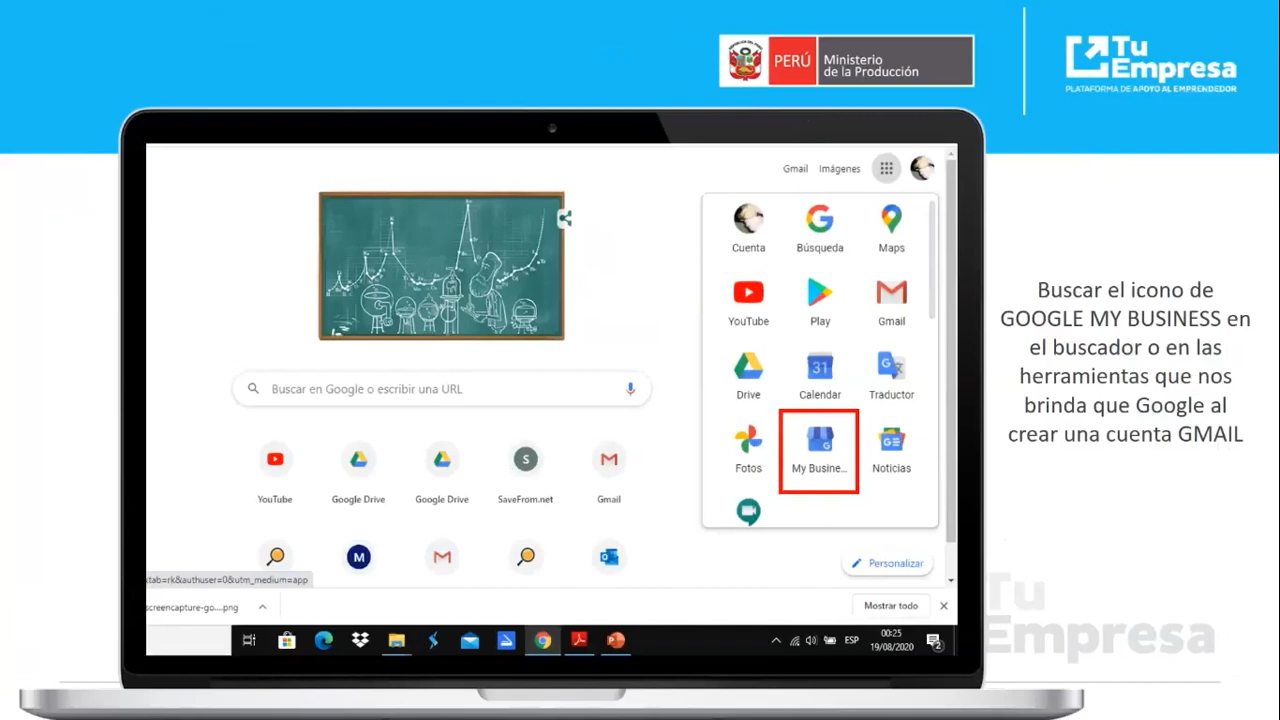 PERÚ
Ministerio
de la Producción
Tu
Empresa
PLATAFORMA DE APOYO AL EMPRENDEDOR
Gmail Imágenes
Cuenta Búsqueda Maps
YouTube Play Gmail
31
Drive Calendar Traductor
Fotos My Busine... Noticias
Buscar en Google o escribir una URL
S
YouTube Google Drive Google Drive SaveFrom.net Gmail
M
Personalizar
xtab=rk&authuser=0&utm_medium=app
screencapture-go....png
Mostrar todo
ESP
00:25
19/08/2020
2
Buscar el icono de
GOOGLE MY BUSINESS en
el buscador o en las
herramientas que nos
brinda que Google al
crear una cuenta GMAIL
Tu
Empresa